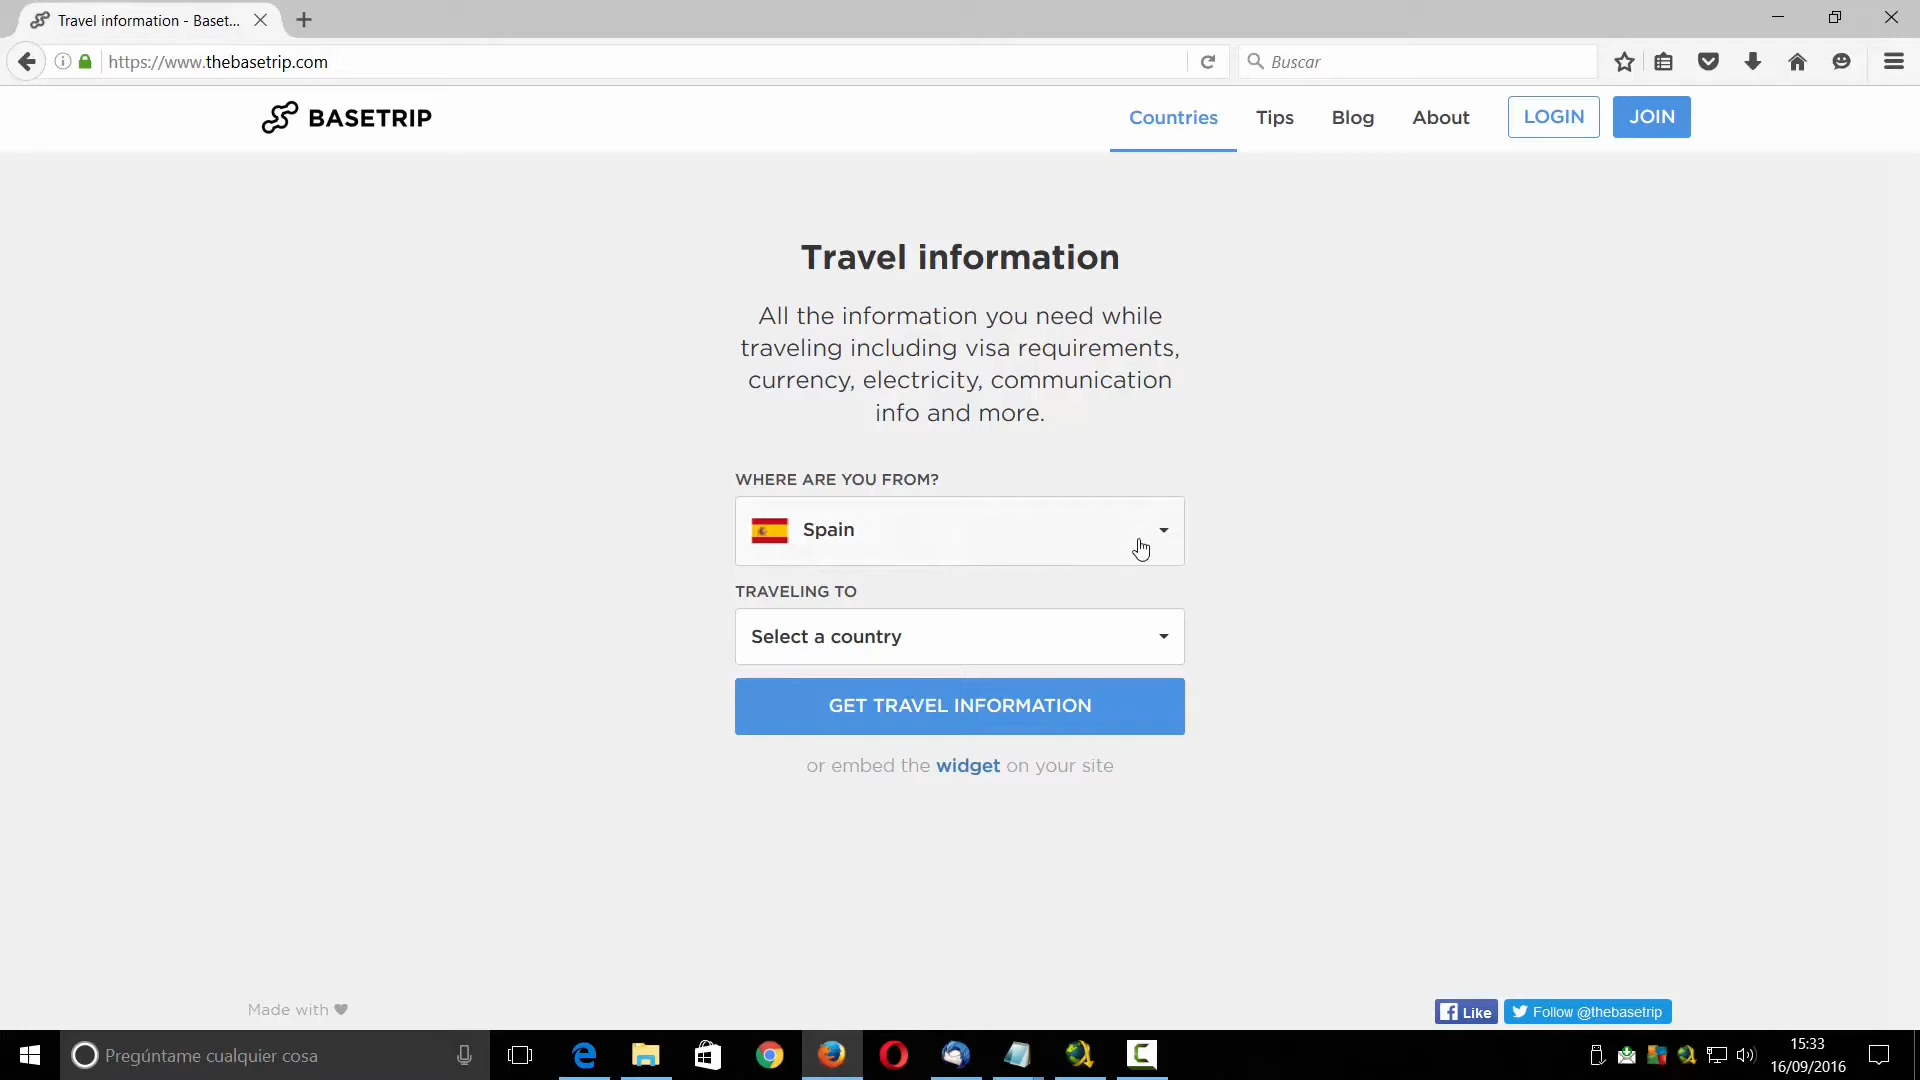 Travel information - Baset...
https://www.thebasetrip.com
Buscar
BASETRIP
Countries
Tips
Blog
About
LOGIN
JOIN
Travel information
All the information you need while
traveling including visa requirements,
currency, electricity, communication
info and more.
WHERE ARE YOU FROM?
Spain
TRAVELING TO
Select a country
GET TRAVEL INFORMATION
or embed the widget on your site
Made with
Like
Follow @thebasetrip
Pregúntame cualquier cosa
15:33
16/09/2016